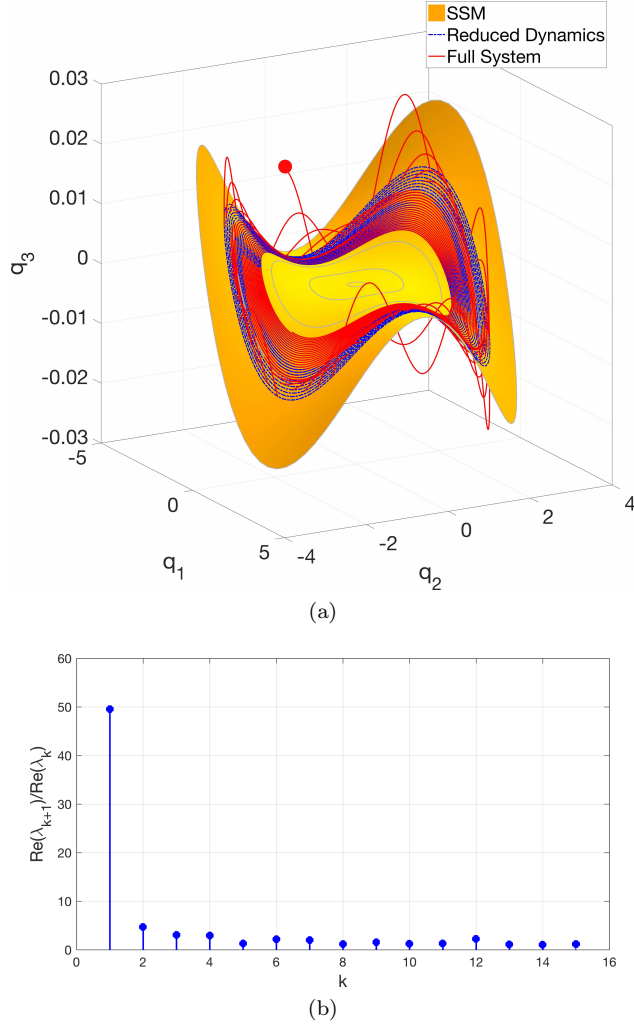 SSM
Reduced Dynamics
Full System
0.03
0.02
0.01
0
-0.01
-0.02
-0.03
q3
-5
0
5
q1
-4
-2
0
2
4
q2
(a)
60
50
40
30
20
10
0
Re(λk+1)/Re(λk)
0 2 4 6 8 10 12 14 16
k
(b)